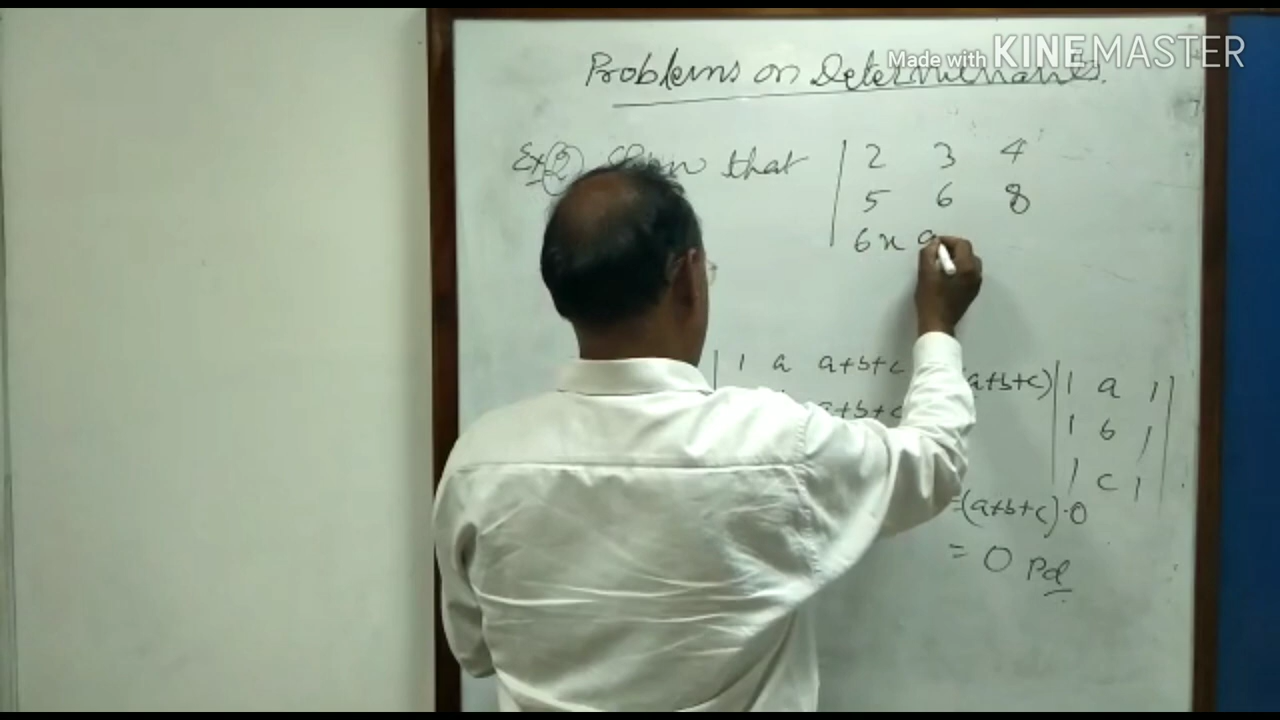 Made with KINEMASTER
Problems on Determinants.
Ex (2) Show that | 2 3 4
5 6 8
6x 9
| 1 a a+b+c
a+b+c
a+b+c) | 1 a 1 |
1 b 1
1 c 1
=(a+b+c)·0
= 0 Pd